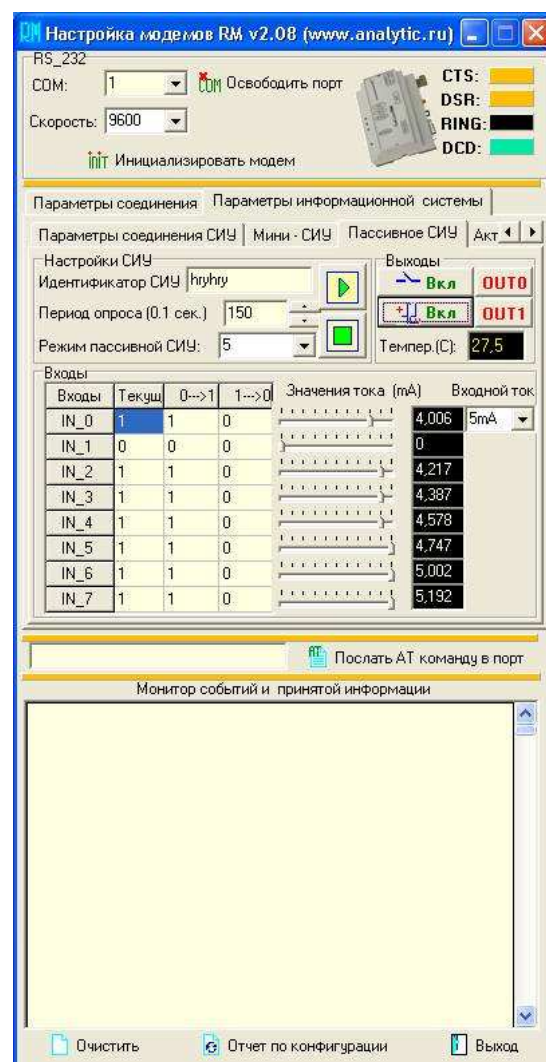 RM Настройка модемов RM v2.08 (www.analytic.ru)
RS_232
COM: 1
COM Освободить порт
Скорость: 9600
init Инициализировать модем
CTS:
DSR:
RING:
DCD:
Параметры соединения Параметры информационной системы
Параметры соединения СИУ Мини - СИУ Пассивное СИУ Акт
Настройки СИУ
Идентификатор СИУ hryhry
Период опроса (0.1 сек.) 150
Режим пассивной СИУ: 5
Выходы
Вкл OUT0
Вкл OUT1
Темпер.(С): 27,5
Входы
Входы Текущ 0--->1 1--->0 Значения тока (mA) Входной ток
IN_0 1 1 0 4,006 5mA
IN_1 0 0 0 0
IN_2 1 1 0 4,217
IN_3 1 1 0 4,387
IN_4 1 1 0 4,578
IN_5 1 1 0 4,747
IN_6 1 1 0 5,002
IN_7 1 1 0 5,192
AT Послать АТ команду в порт
Монитор событий и принятой информации
Очистить Отчет по конфигурации Выход